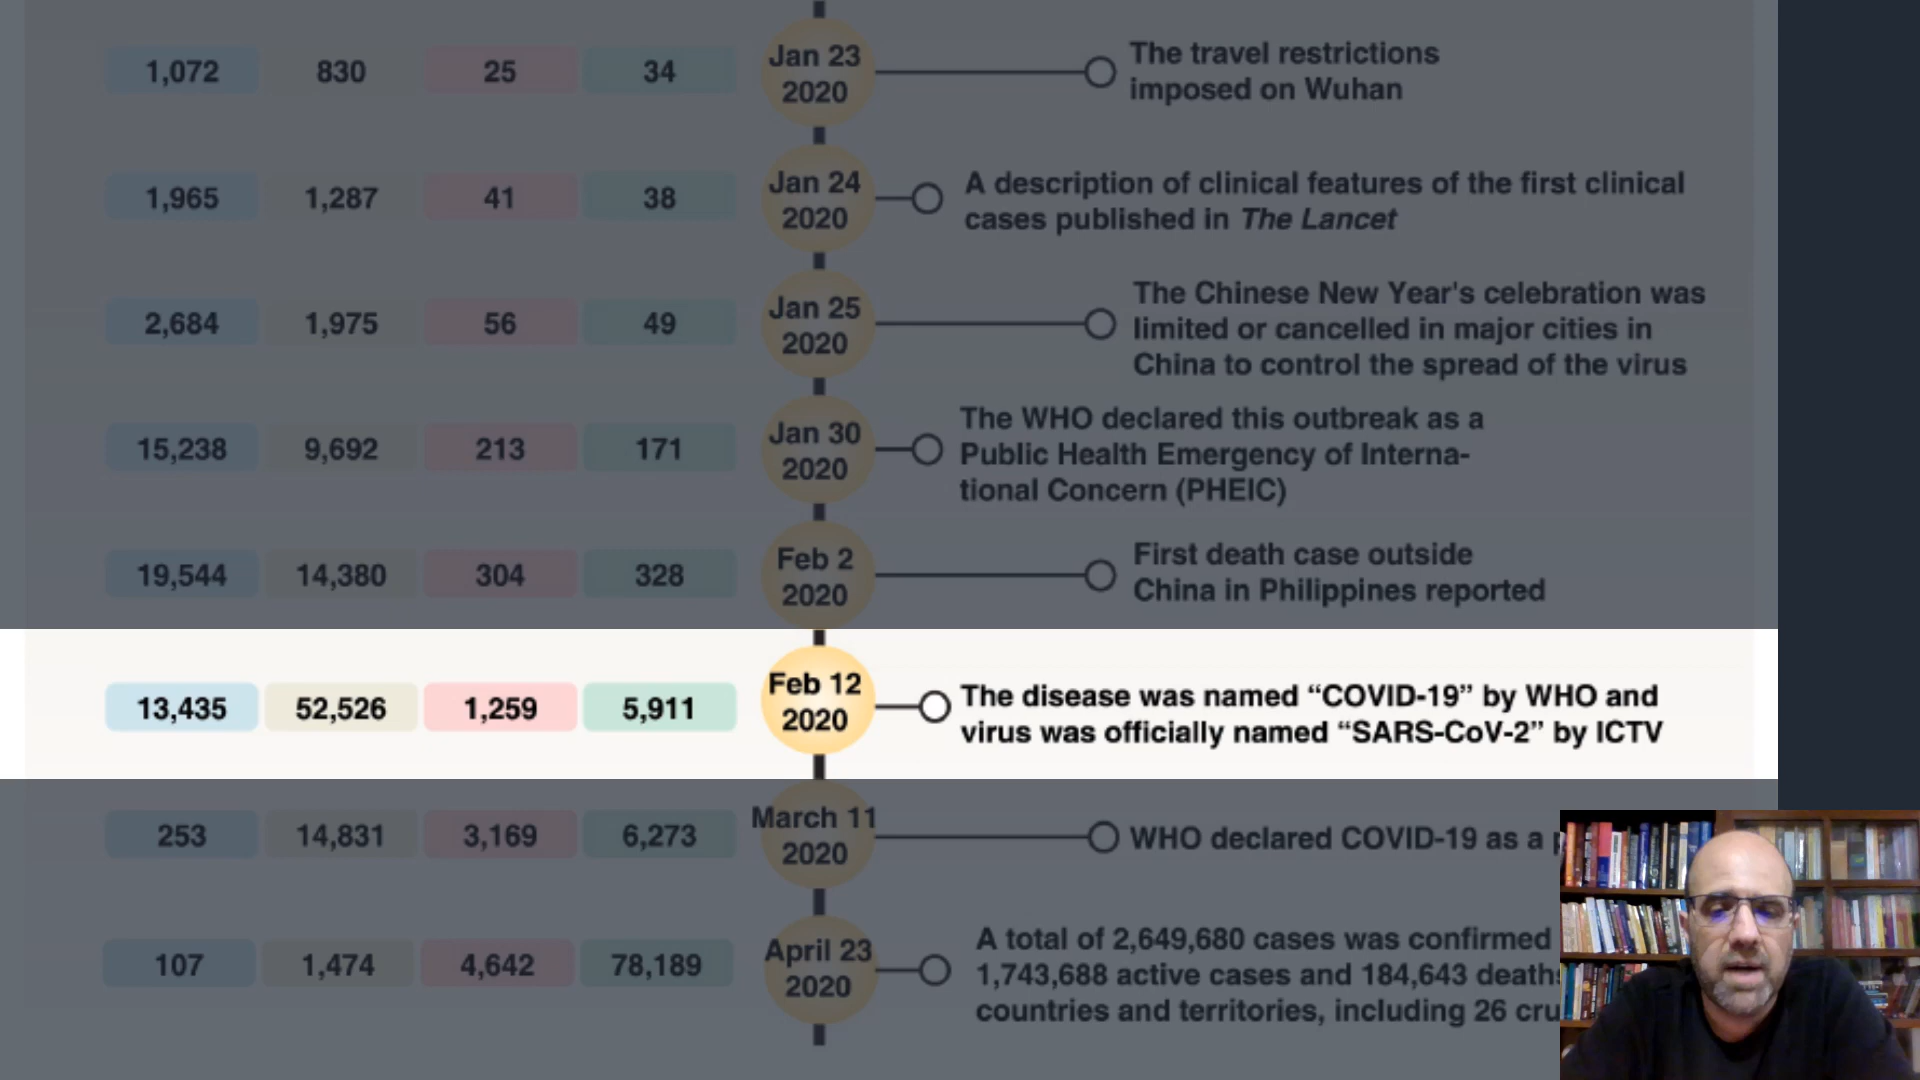 1,072 830 25 34 Jan 23 2020 The travel restrictions
imposed on Wuhan
1,965 1,287 41 38 Jan 24 2020 A description of clinical features of the first clinical
cases published in The Lancet
2,684 1,975 56 49 Jan 25 2020 The Chinese New Year's celebration was
limited or cancelled in major cities in
China to control the spread of the virus
15,238 9,692 213 171 Jan 30 2020 The WHO declared this outbreak as a
Public Health Emergency of Interna-
tional Concern (PHEIC)
19,544 14,380 304 328 Feb 2 2020 First death case outside
China in Philippines reported
13,435 52,526 1,259 5,911 Feb 12 2020 The disease was named “COVID-19” by WHO and
virus was officially named “SARS-CoV-2” by ICTV
253 14,831 3,169 6,273 March 11 2020 WHO declared COVID-19 as a
107 1,474 4,642 78,189 April 23 2020 A total of 2,649,680 cases was confirmed
1,743,688 active cases and 184,643
countries and territories, including 26